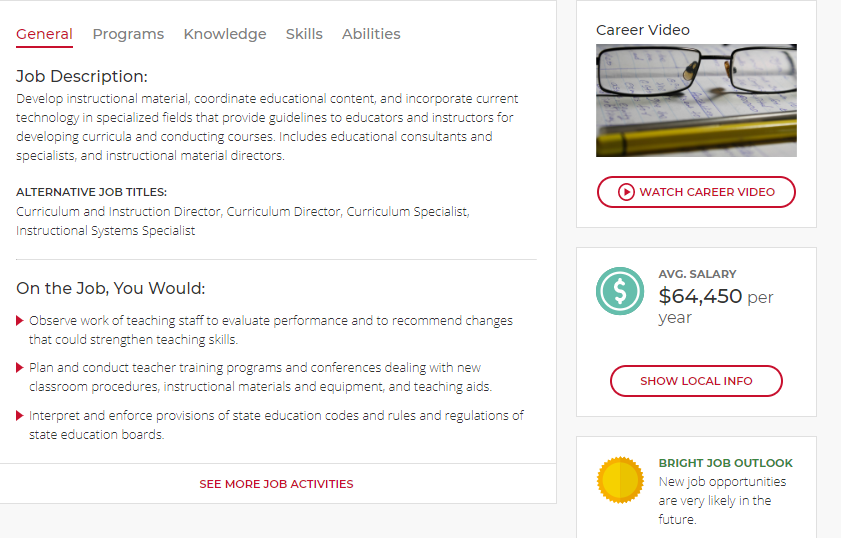 General Programs Knowledge Skills Abilities
Job Description:
Develop instructional material, coordinate educational content, and incorporate current
technology in specialized fields that provide guidelines to educators and instructors for
developing curricula and conducting courses. Includes educational consultants and
specialists, and instructional material directors.
ALTERNATIVE JOB TITLES:
Curriculum and Instruction Director, Curriculum Director, Curriculum Specialist,
Instructional Systems Specialist
On the Job, You Would:
Observe work of teaching staff to evaluate performance and to recommend changes
that could strengthen teaching skills.
Plan and conduct teacher training programs and conferences dealing with new
classroom procedures, instructional materials and equipment, and teaching aids.
Interpret and enforce provisions of state education codes and rules and regulations of
state education boards.
SEE MORE JOB ACTIVITIES
Career Video
WATCH CAREER VIDEO
$
AVG. SALARY
$64,450 per
year
SHOW LOCAL INFO
BRIGHT JOB OUTLOOK
New job opportunities
are very likely in the
future.